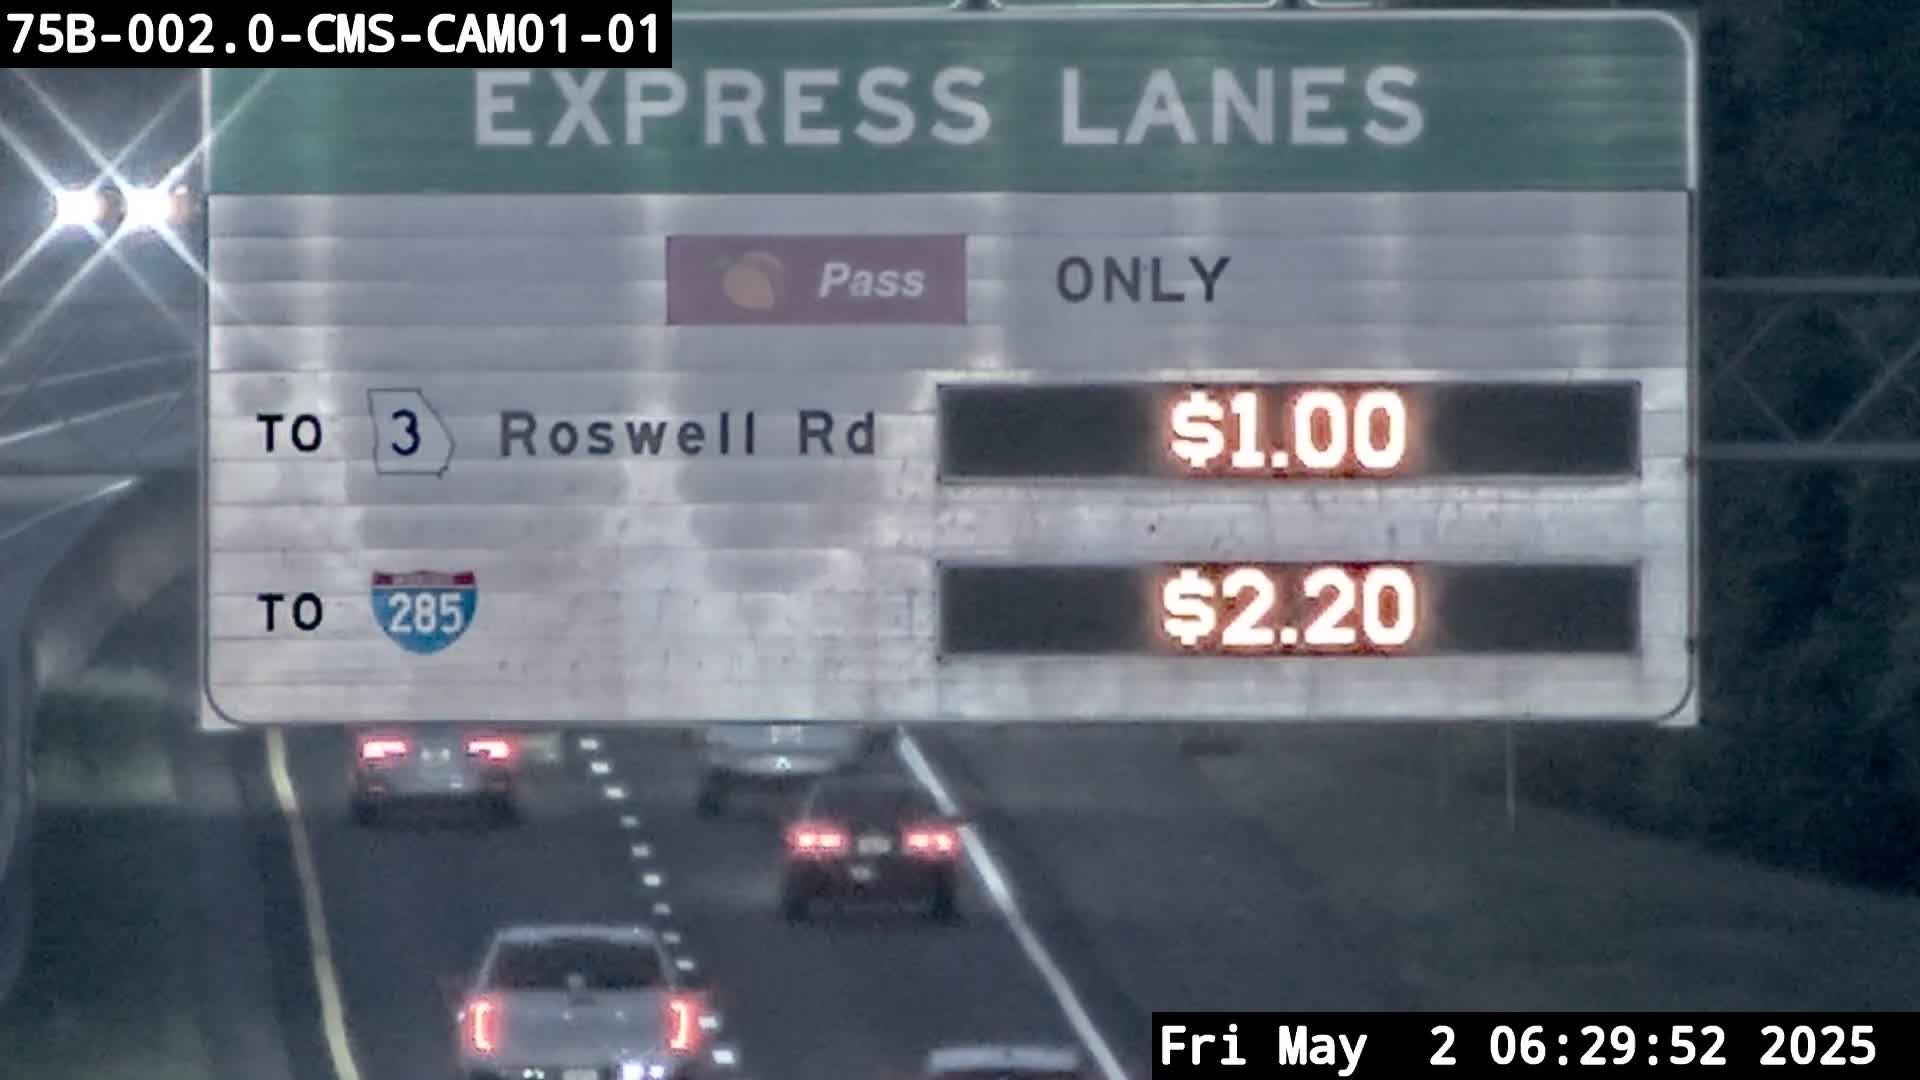 75B-002.0-CMS-CAM01-01
EXPRESS LANES
Pass ONLY
TO 3 Roswell Rd $1.00
TO 285 $2.20
Fri May 2 06:29:52 2025